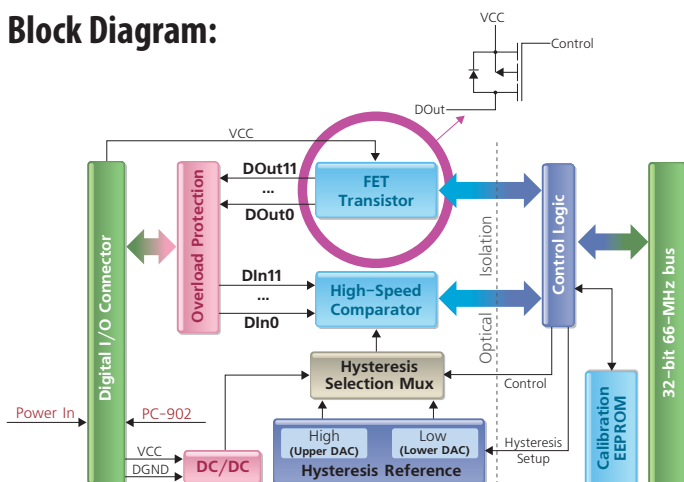 Block Diagram:
VCC
Control
DOut
VCC
DOut11
...
DOut0
FET
Transistor
Digital I/O Connector
Overload Protection
DIn11
...
DIn0
High-Speed
Comparator
Optical Isolation
Control Logic
32-bit 66-MHz bus
Hysteresis
Selection Mux
Control
Power In
PC-902
VCC
DGND
DC/DC
High
(Upper DAC)
Low
(Lower DAC)
Hysteresis Reference
Hysteresis
Setup
Calibration
EEPROM